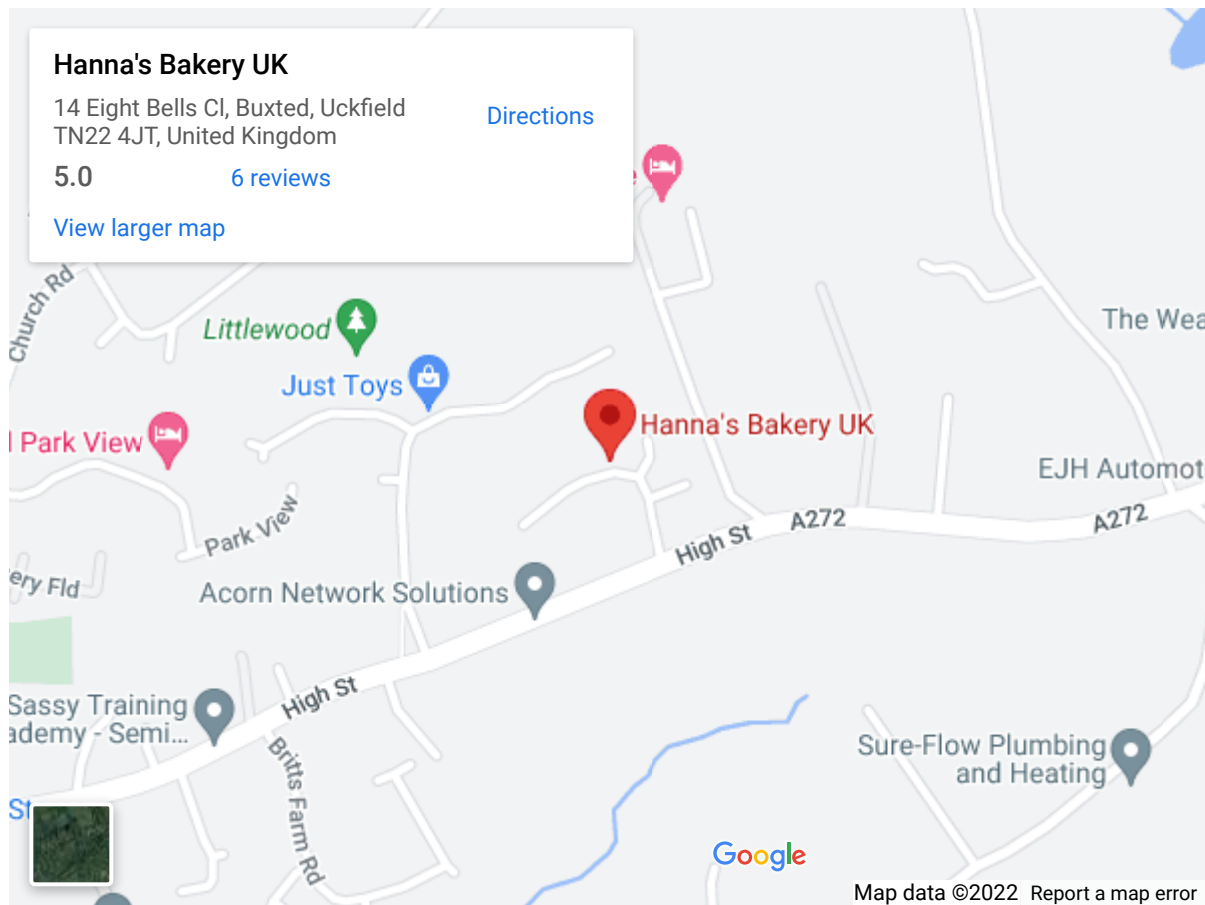 Hanna's Bakery UK
14 Eight Bells Cl, Buxted, Uckfield
TN22 4JT, United Kingdom
Directions
5.0
6 reviews
View larger map
Church Rd
Littlewood
Just Toys
The Wea
Hanna's Bakery UK
l Park View
EJH Automot
Park View
High St
A272
A272
ery Fld
Acorn Network Solutions
High St
Sassy Training
ademy - Semi...
Britts Farm Rd
Sure-Flow Plumbing
and Heating
St
Google
Map data ©2022
Report a map error